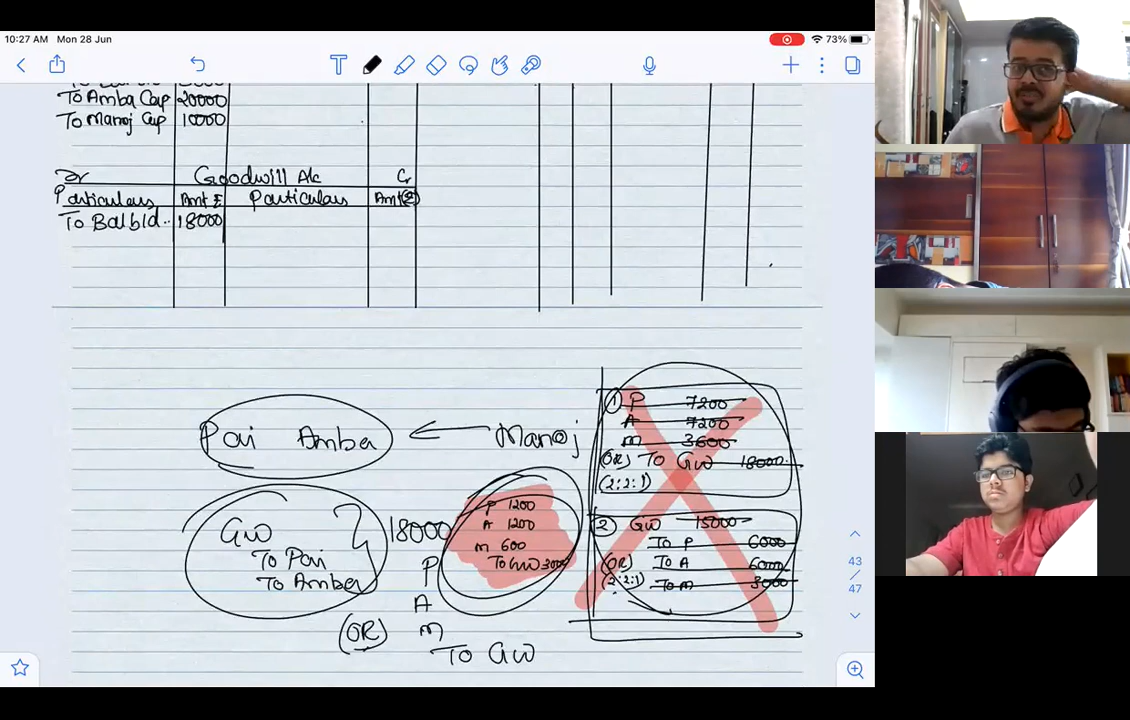 10:27 AM Mon 28 Jun
73%
To Amba Cap 20000
To Manoj Cap 10000
Dr Goodwill A/c Cr
Particulars Amt ₹ Particulars Amt (₹)
To Bal b/d .. 18000
Pai Amba ← Manoj
GW
To Pai
To Amba
18000
P
A
(OR) M
To GW
P 1200
A 1200
M 600
To GW 3000
① P 7200
A 7200
M 3600
(OR) To GW 18000
(2:2:1)
② GW 15000
To P 6000
(OR) To A 6000
(2:2:1) To M 3000
43
/
47